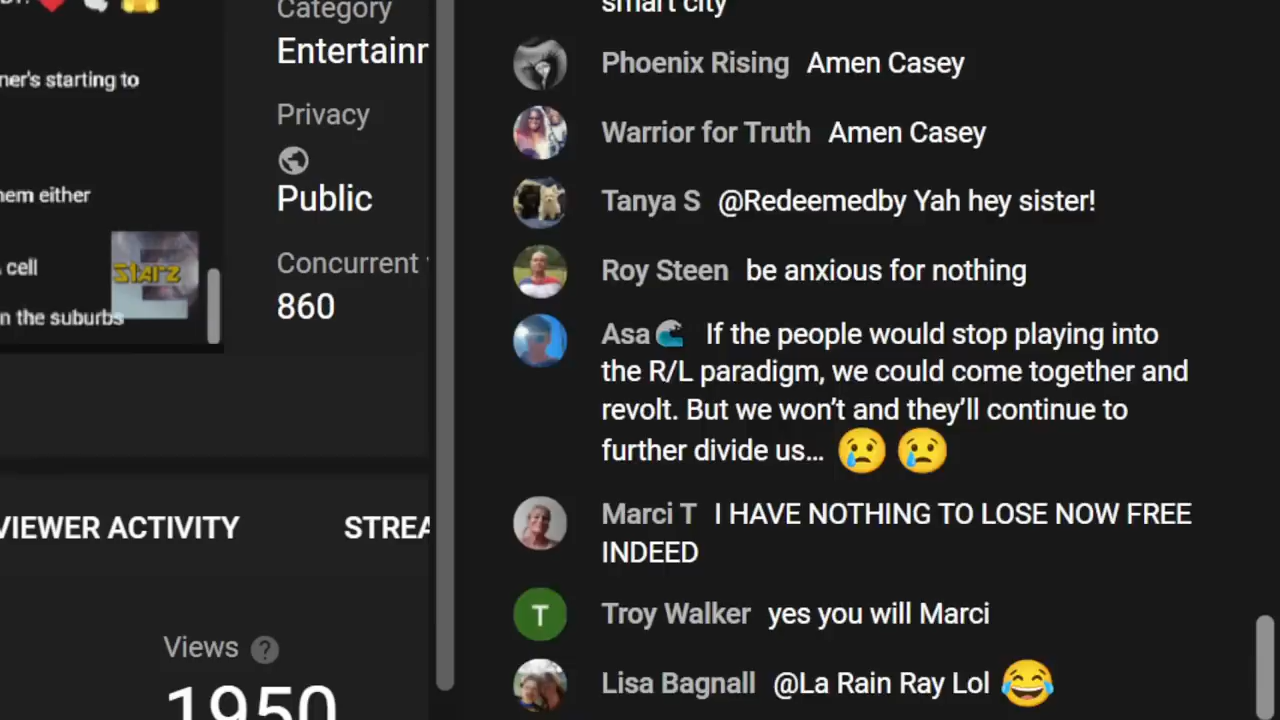 ner's starting to
hem either
cell
STARZ
n the suburbs
Category
Entertainr
Privacy
Public
Concurrent
860
VIEWER ACTIVITY
STREA
Views ?
1950
smart city
Phoenix Rising Amen Casey
Warrior for Truth Amen Casey
Tanya S @Redeemedby Yah hey sister!
Roy Steen be anxious for nothing
Asa🌊 If the people would stop playing into
the R/L paradigm, we could come together and
revolt. But we won’t and they’ll continue to
further divide us... 😢 😢
Marci T I HAVE NOTHING TO LOSE NOW FREE
INDEED
T
Troy Walker yes you will Marci
Lisa Bagnall @La Rain Ray Lol 😂